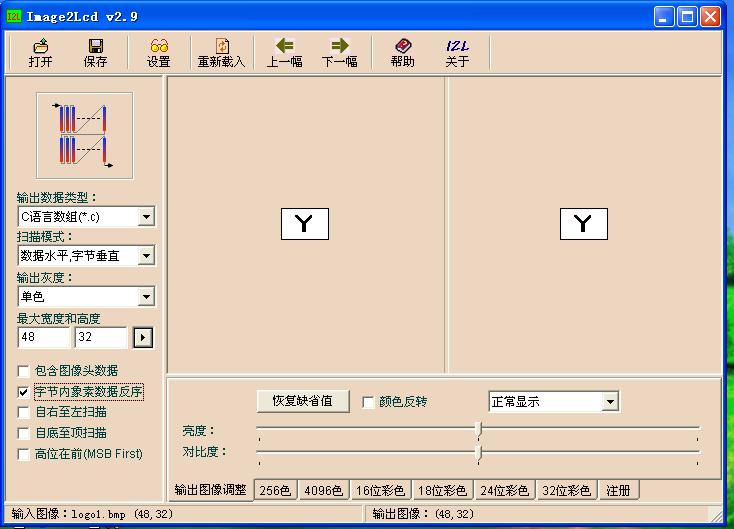 Image2Lcd v2.9
打开 保存 设置 重新载入 上一幅 下一幅 帮助 I2L 关于
输出数据类型：
C语言数组(*.c)
扫描模式：
数据水平,字节垂直
输出灰度：
单色
最大宽度和高度
48 32
包含图像头数据
字节内象素数据反序
自右至左扫描
自底至顶扫描
高位在前(MSB First)
Y Y
恢复缺省值 颜色反转 正常显示
亮度：
对比度：
输出图像调整 256色 4096色 16位彩色 18位彩色 24位彩色 32位彩色 注册
输入图像：logo1.bmp (48,32) 输出图像：(48,32)